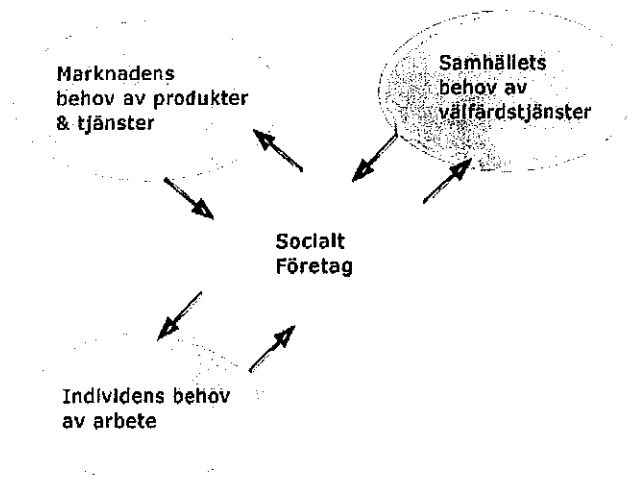 Marknadens
behov av produkter
& tjänster
Samhällets
behov av
välfärdstjänster
Socialt
Företag
Individens behov
av arbete